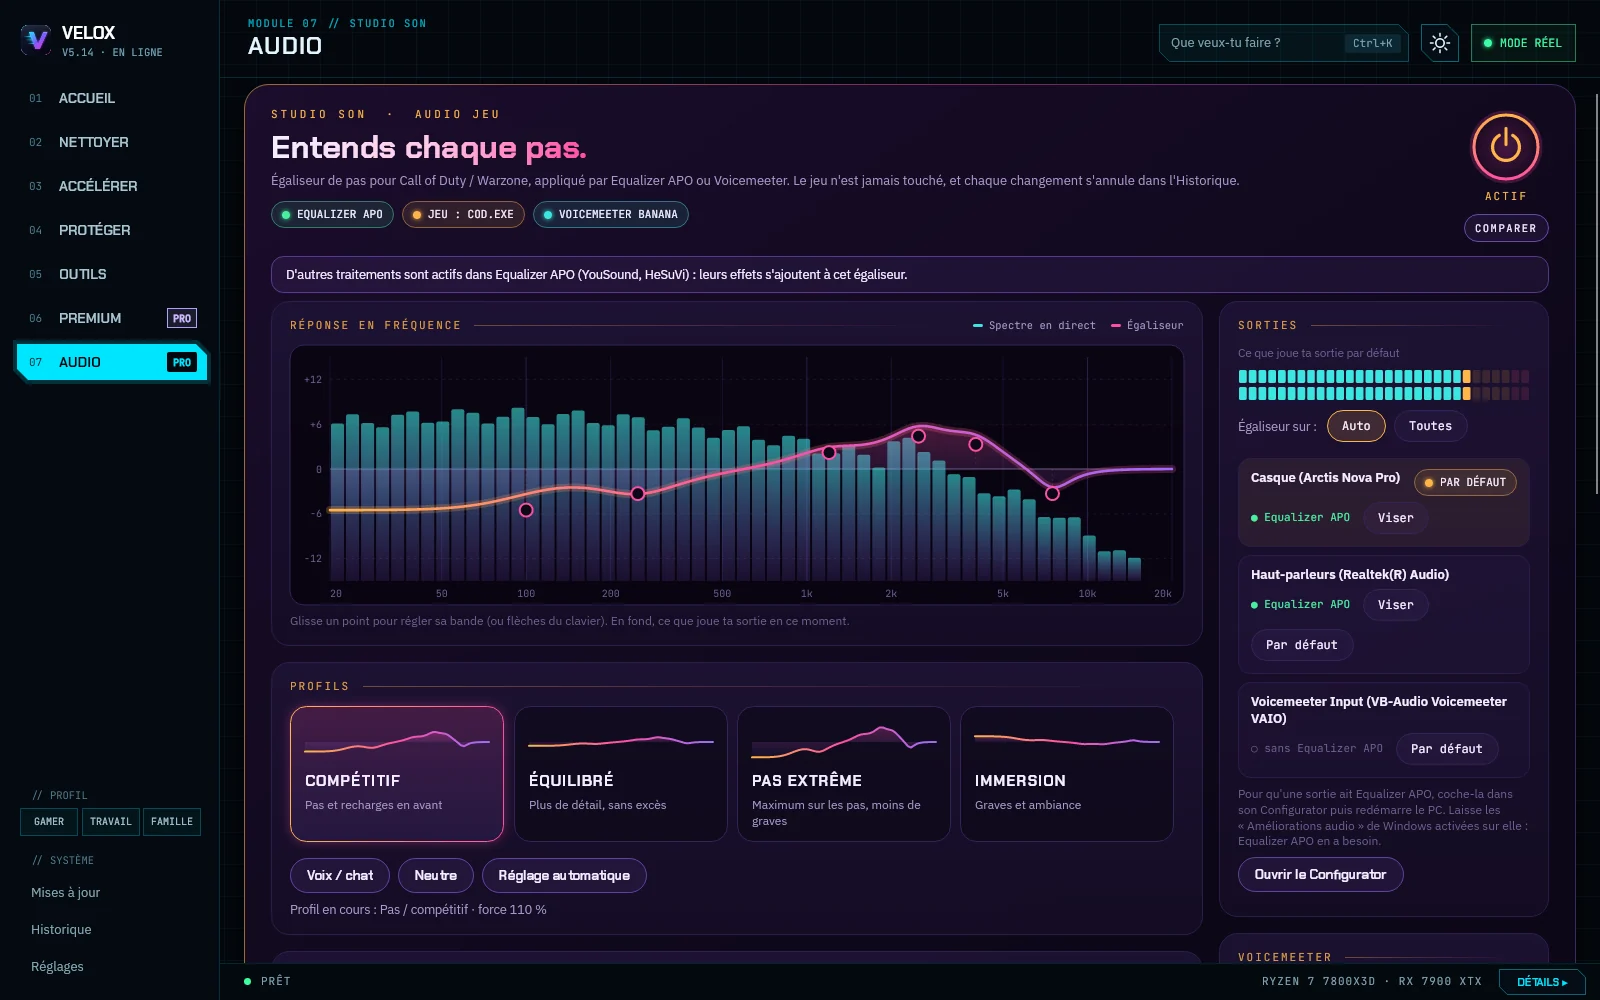 VELOX
V5.14 · EN LIGNE
01 ACCUEIL
02 NETTOYER
03 ACCÉLÉRER
04 PROTÉGER
05 OUTILS
06 PREMIUM PRO
07 AUDIO PRO
// PROFIL
GAMER TRAVAIL FAMILLE
// SYSTÈME
Mises à jour
Historique
Réglages
MODULE 07 // STUDIO SON
AUDIO
Que veux-tu faire ? Ctrl+K
MODE RÉEL
STUDIO SON · AUDIO JEU
Entends chaque pas.
Égaliseur de pas pour Call of Duty / Warzone, appliqué par Equalizer APO ou Voicemeeter. Le jeu n'est jamais touché, et chaque changement s'annule dans l'Historique.
EQUALIZER APO JEU : COD.EXE VOICEMEETER BANANA
ACTIF
COMPARER
D'autres traitements sont actifs dans Equalizer APO (YouSound, HeSuVi) : leurs effets s'ajoutent à cet égaliseur.
RÉPONSE EN FRÉQUENCE Spectre en direct Égaliseur
+12
+6
0
-6
-12
20 50 100 200 500 1k 2k 5k 10k 20k
Glisse un point pour régler sa bande (ou flèches du clavier). En fond, ce que joue ta sortie en ce moment.
PROFILS
COMPÉTITIF
Pas et recharges en avant
ÉQUILIBRÉ
Plus de détail, sans excès
PAS EXTRÊME
Maximum sur les pas, moins de
graves
IMMERSION
Graves et ambiance
Voix / chat Neutre Réglage automatique
Profil en cours : Pas / compétitif · force 110 %
SORTIES
Ce que joue ta sortie par défaut
Égaliseur sur : Auto Toutes
Casque (Arctis Nova Pro) PAR DÉFAUT
Equalizer APO Viser
Haut-parleurs (Realtek(R) Audio)
Equalizer APO Viser
Par défaut
Voicemeeter Input (VB-Audio Voicemeeter
VAIO)
sans Equalizer APO Par défaut
Pour qu'une sortie ait Equalizer APO, coche-la dans
son Configurator puis redémarre le PC. Laisse les
« Améliorations audio » de Windows activées sur elle :
Equalizer APO en a besoin.
Ouvrir le Configurator
VOICEMEETER
PRÊT
RYZEN 7 7800X3D · RX 7900 XTX DÉTAILS ▸